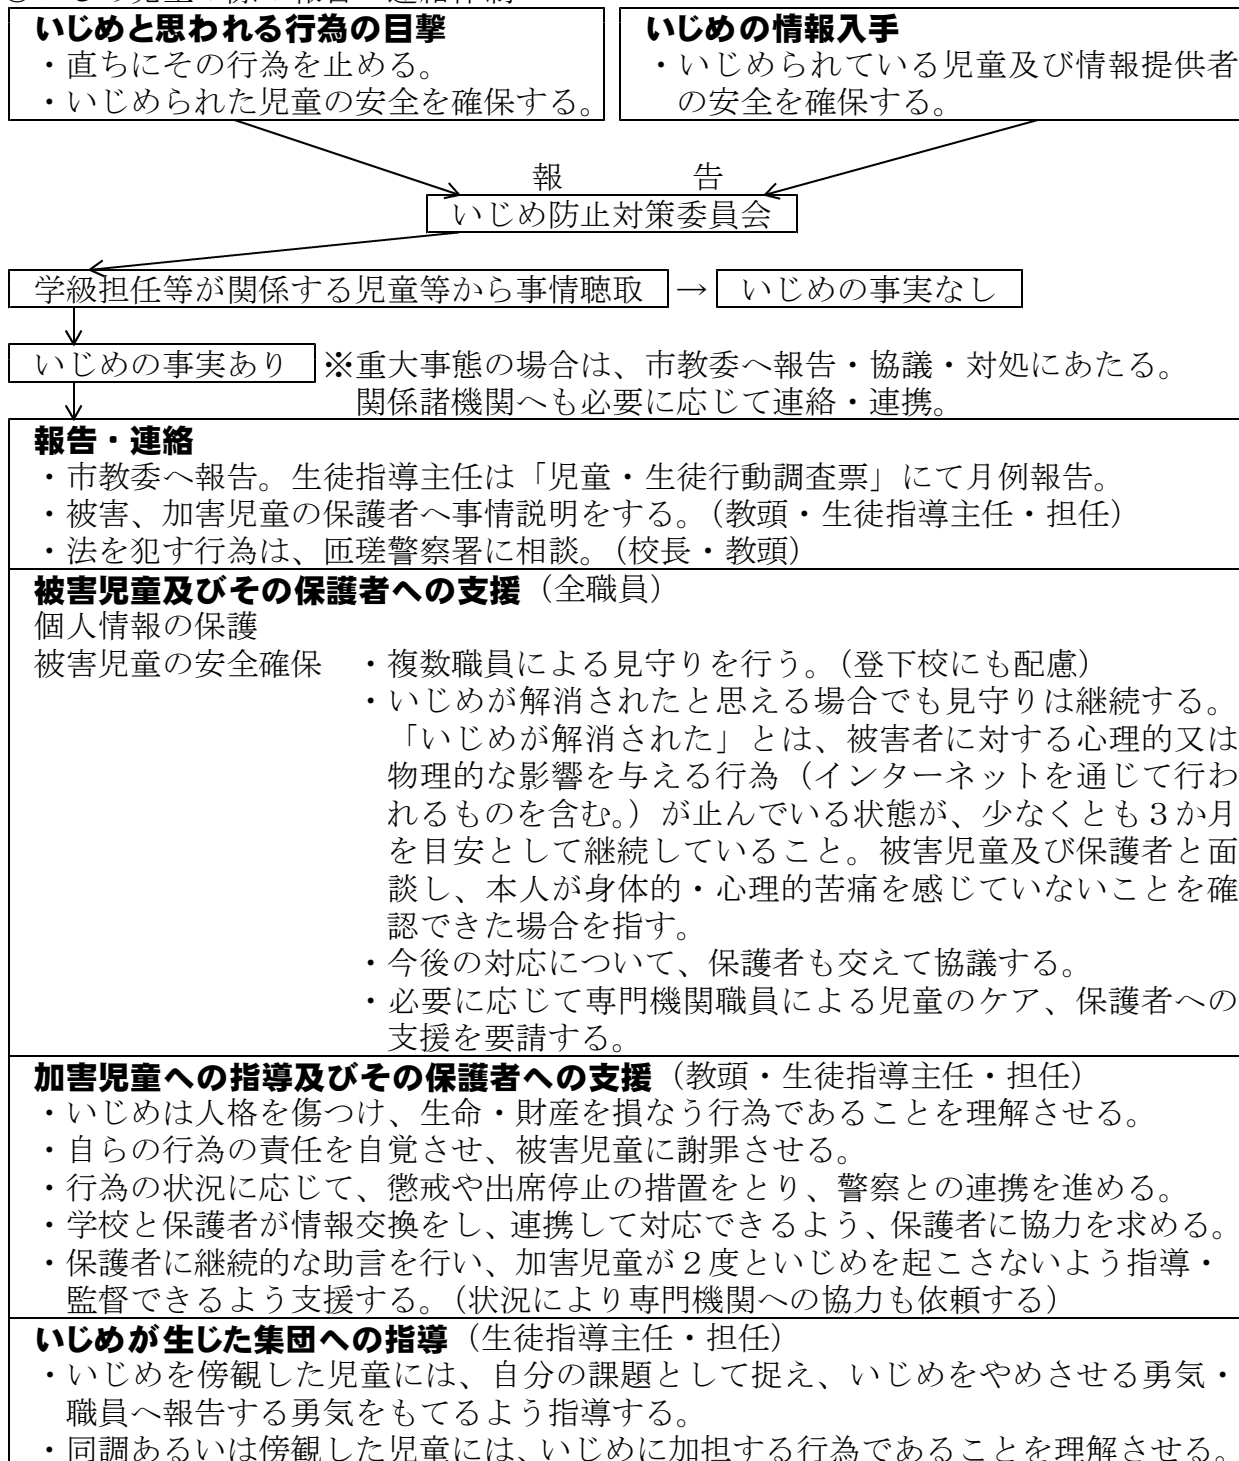 いじめと思われる行為の目撃
・直ちにその行為を止める。
・いじめられた児童の安全を確保する。
いじめの情報入手
・いじめられている児童及び情報提供者
の安全を確保する。
報　　　告
いじめ防止対策委員会
学級担任等が関係する児童等から事情聴取 → いじめの事実なし
いじめの事実あり ※重大事態の場合は、市教委へ報告・協議・対処にあたる。
関係諸機関へも必要に応じて連絡・連携。
報告・連絡
・市教委へ報告。生徒指導主任は「児童・生徒行動調査票」にて月例報告。
・被害、加害児童の保護者へ事情説明をする。(教頭・生徒指導主任・担任)
・法を犯す行為は、匝瑳警察署に相談。(校長・教頭)
被害児童及びその保護者への支援(全職員)
個人情報の保護
被害児童の安全確保　・複数職員による見守りを行う。(登下校にも配慮)
・いじめが解消されたと思える場合でも見守りは継続する。
「いじめが解消された」とは、被害者に対する心理的又は
物理的な影響を与える行為(インターネットを通じて行わ
れるものを含む。)が止んでいる状態が、少なくとも3か月
を目安として継続していること。被害児童及び保護者と面
談し、本人が身体的・心理的苦痛を感じていないことを確
認できた場合を指す。
・今後の対応について、保護者も交えて協議する。
・必要に応じて専門機関職員による児童のケア、保護者への
支援を要請する。
加害児童への指導及びその保護者への支援(教頭・生徒指導主任・担任)
・いじめは人格を傷つけ、生命・財産を損なう行為であることを理解させる。
・自らの行為の責任を自覚させ、被害児童に謝罪させる。
・行為の状況に応じて、懲戒や出席停止の措置をとり、警察との連携を進める。
・学校と保護者が情報交換をし、連携して対応できるよう、保護者に協力を求める。
・保護者に継続的な助言を行い、加害児童が2度といじめを起こさないよう指導・
監督できるよう支援する。(状況により専門機関への協力も依頼する)
いじめが生じた集団への指導(生徒指導主任・担任)
・いじめを傍観した児童には、自分の課題として捉え、いじめをやめさせる勇気・
職員へ報告する勇気をもてるよう指導する。
・同調あるいは傍観した児童には、いじめに加担する行為であることを理解させる。